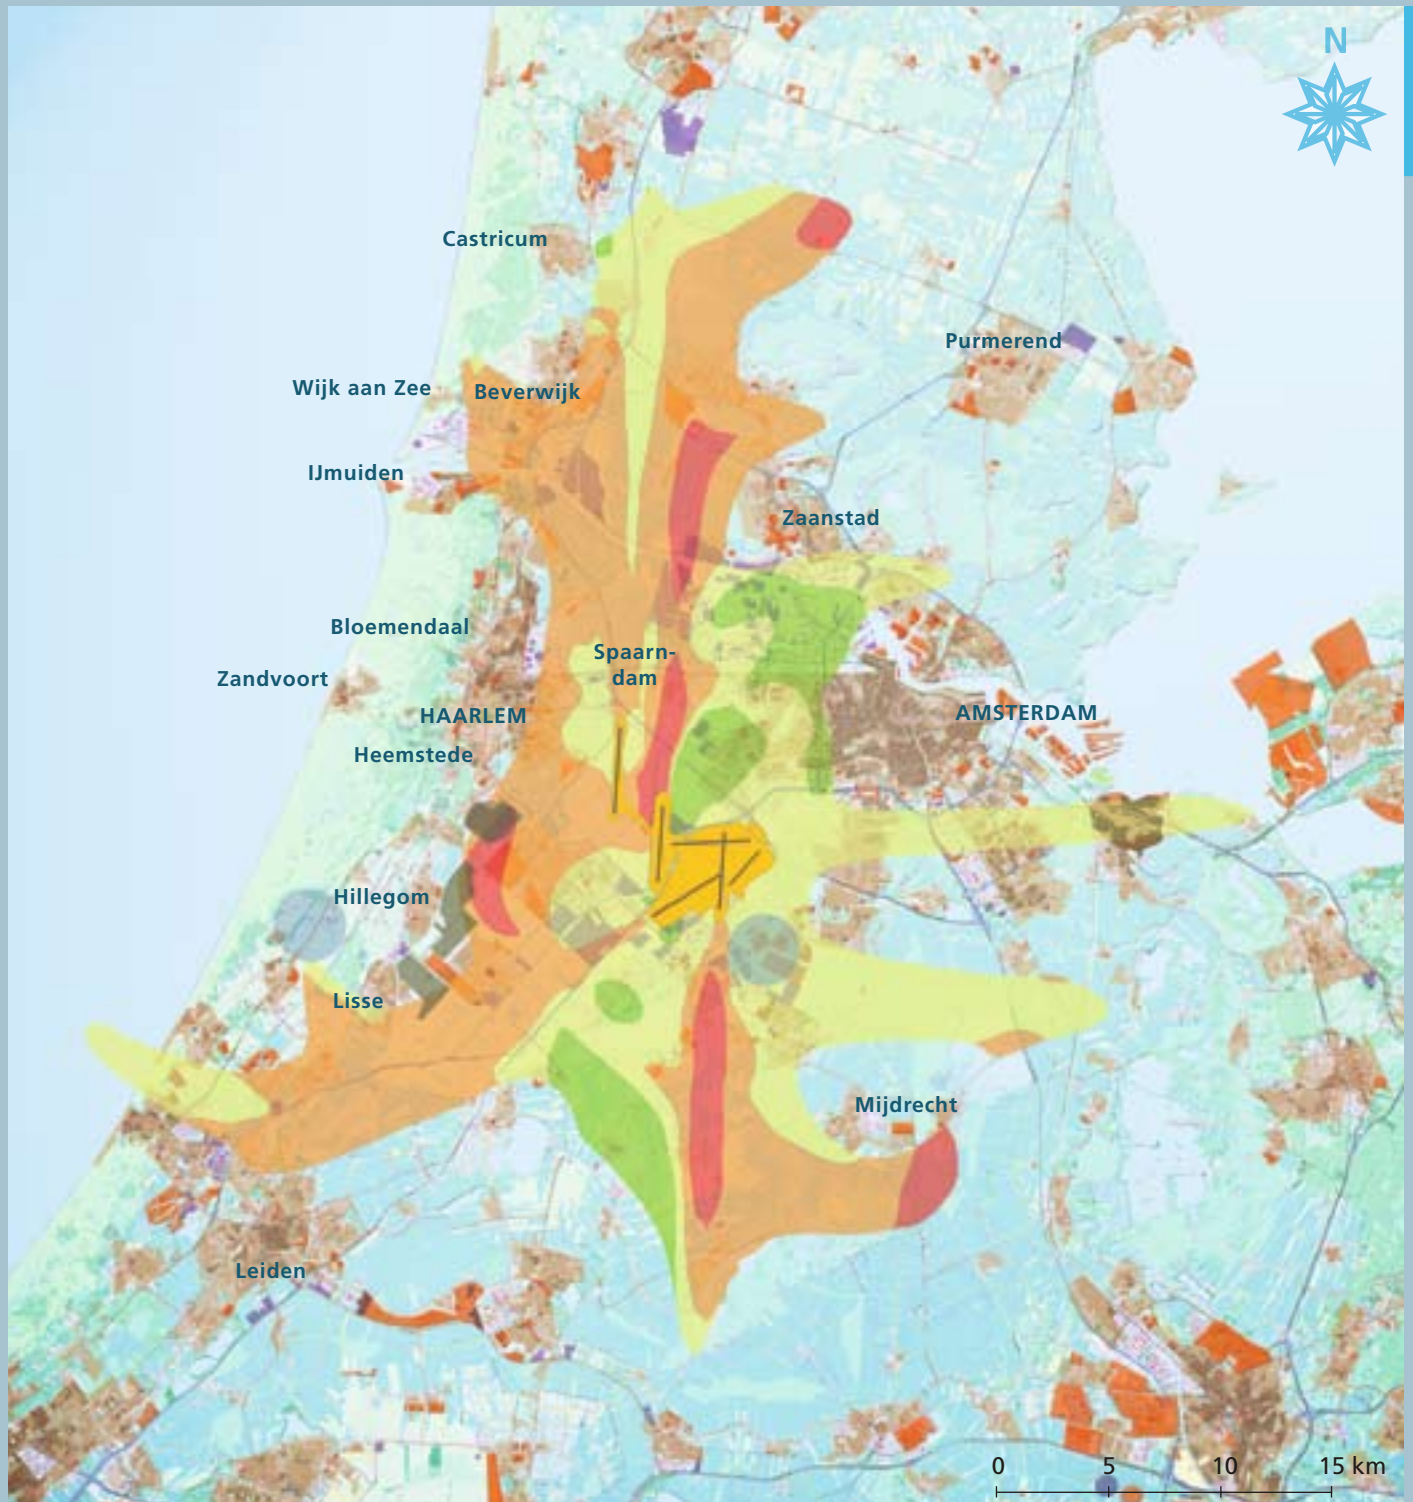 N
Castricum
Purmerend
Wijk aan Zee
Beverwijk
IJmuiden
Zaanstad
Bloemendaal
Spaarn-
dam
Zandvoort
HAARLEM
AMSTERDAM
Heemstede
Hillegom
Lisse
Mijdrecht
Leiden
0 5 10 15 km